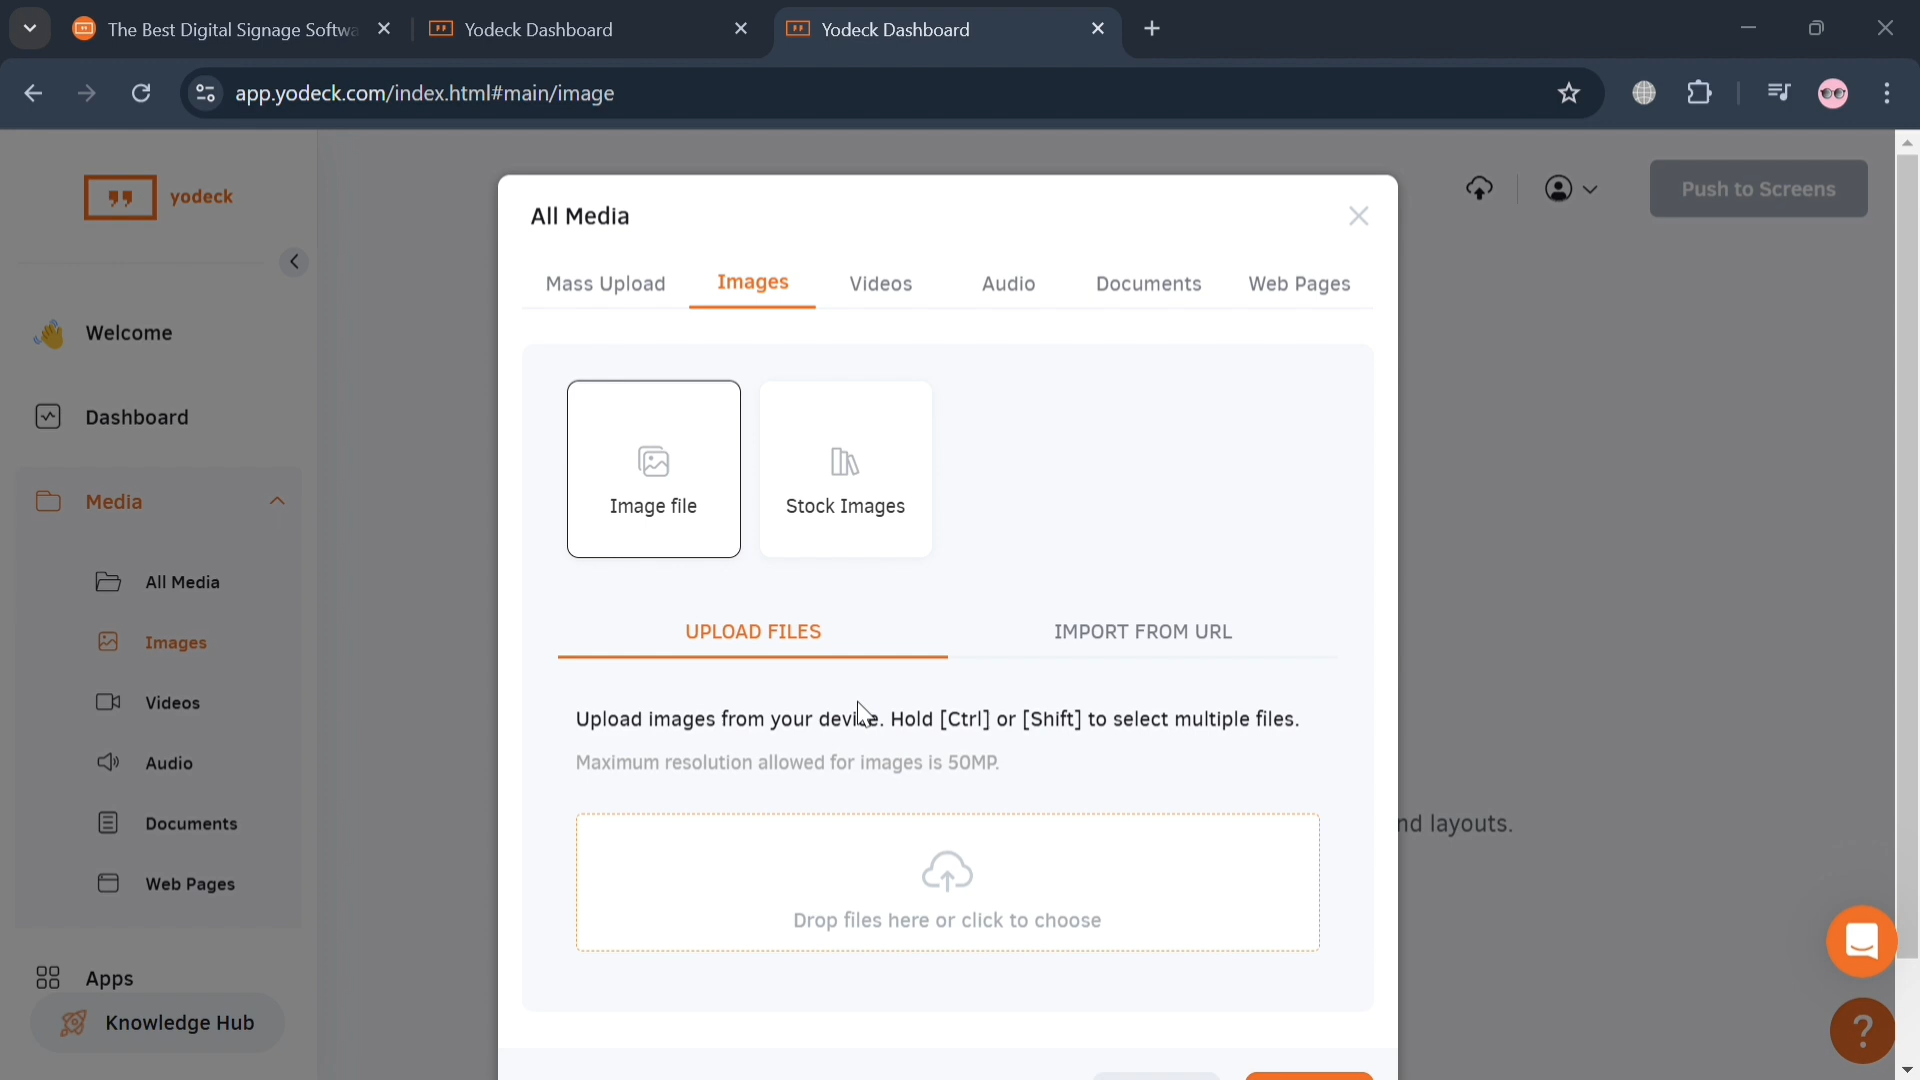 The Best Digital Signage Softwa
Yodeck Dashboard
Yodeck Dashboard
app.yodeck.com/index.html#main/image
yodeck
Push to Screens
All Media
Mass Upload
Images
Videos
Audio
Documents
Web Pages
Welcome
Dashboard
Media
All Media
Images
Videos
Audio
Documents
Web Pages
Apps
Knowledge Hub
Image file
Stock Images
UPLOAD FILES
IMPORT FROM URL
Upload images from your device. Hold [Ctrl] or [Shift] to select multiple files.
Maximum resolution allowed for images is 50MP.
nd layouts.
Drop files here or click to choose
?